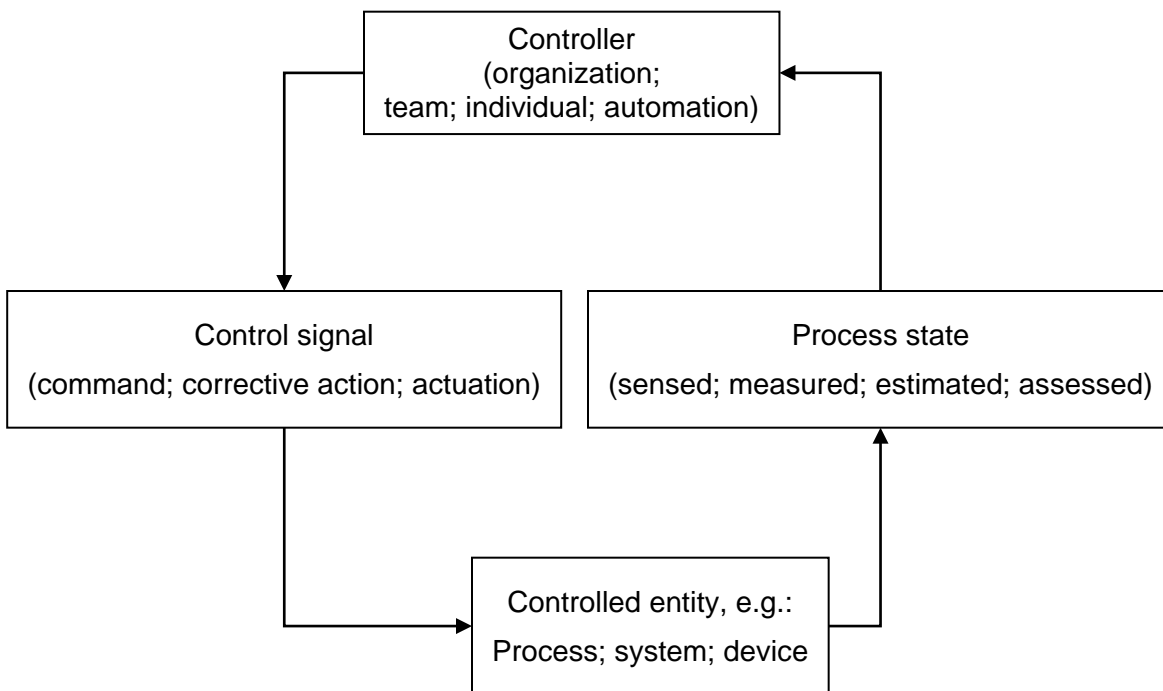 Controller
(organization;
team; individual; automation)
Control signal
(command; corrective action; actuation)
Process state
(sensed; measured; estimated; assessed)
Controlled entity, e.g.:
Process; system; device